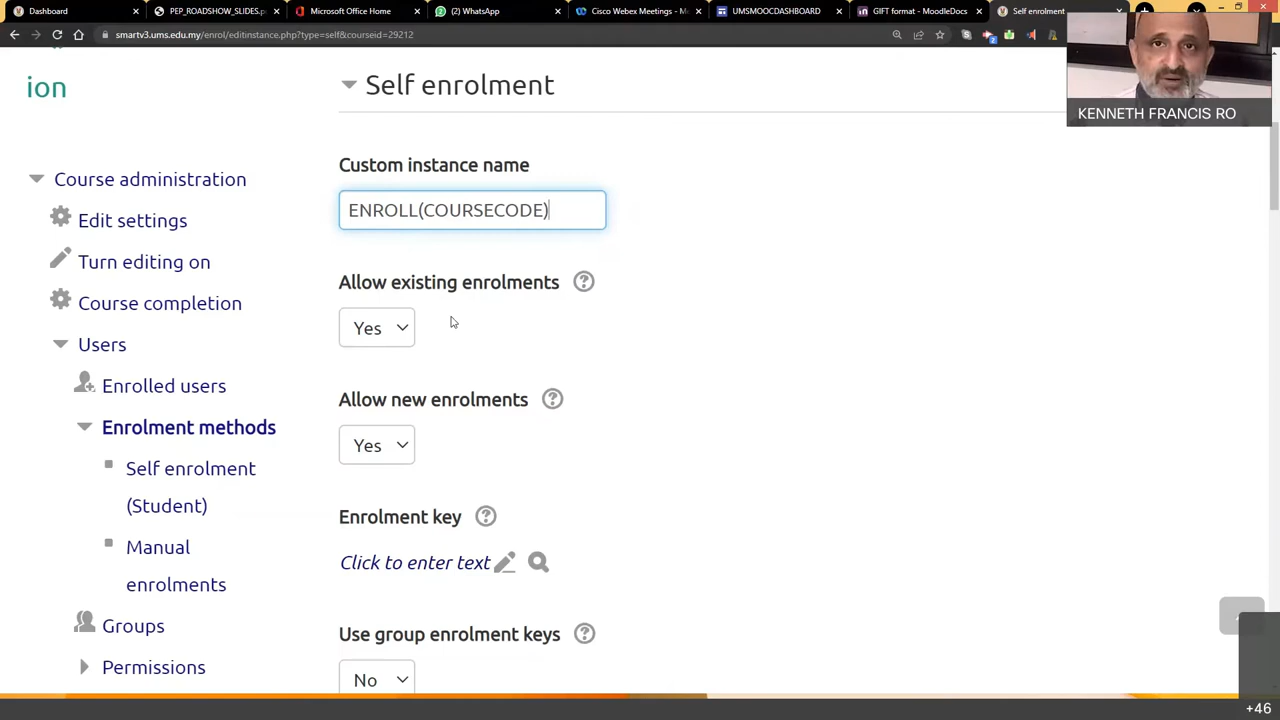 Dashboard
PEP_ROADSHOW_SLIDES.p
Microsoft Office Home
(2) WhatsApp
Cisco Webex Meetings - M
UMSMOOCDASHBOARD
GIFT format - MoodleDocs
Self enrolment
smartv3.ums.edu.my/enrol/editinstance.php?type=self&courseid=29212
KENNETH FRANCIS RO
ion
Course administration
Edit settings
Turn editing on
Course completion
Users
Enrolled users
Enrolment methods
Self enrolment
(Student)
Manual
enrolments
Groups
Permissions
Self enrolment
Custom instance name
ENROLL(COURSECODE)
Allow existing enrolments
Yes
Allow new enrolments
Yes
Enrolment key
Click to enter text
Use group enrolment keys
No
+46